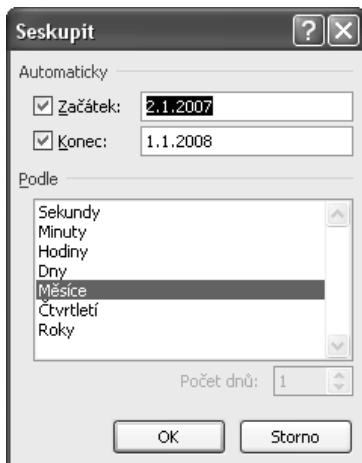 Seskupit
Automaticky
Začátek: 2.1.2007
Konec: 1.1.2008
Podle
Sekundy
Minuty
Hodiny
Dny
Měsíce
Čtvrtletí
Roky
Počet dnů: 1
OK Storno